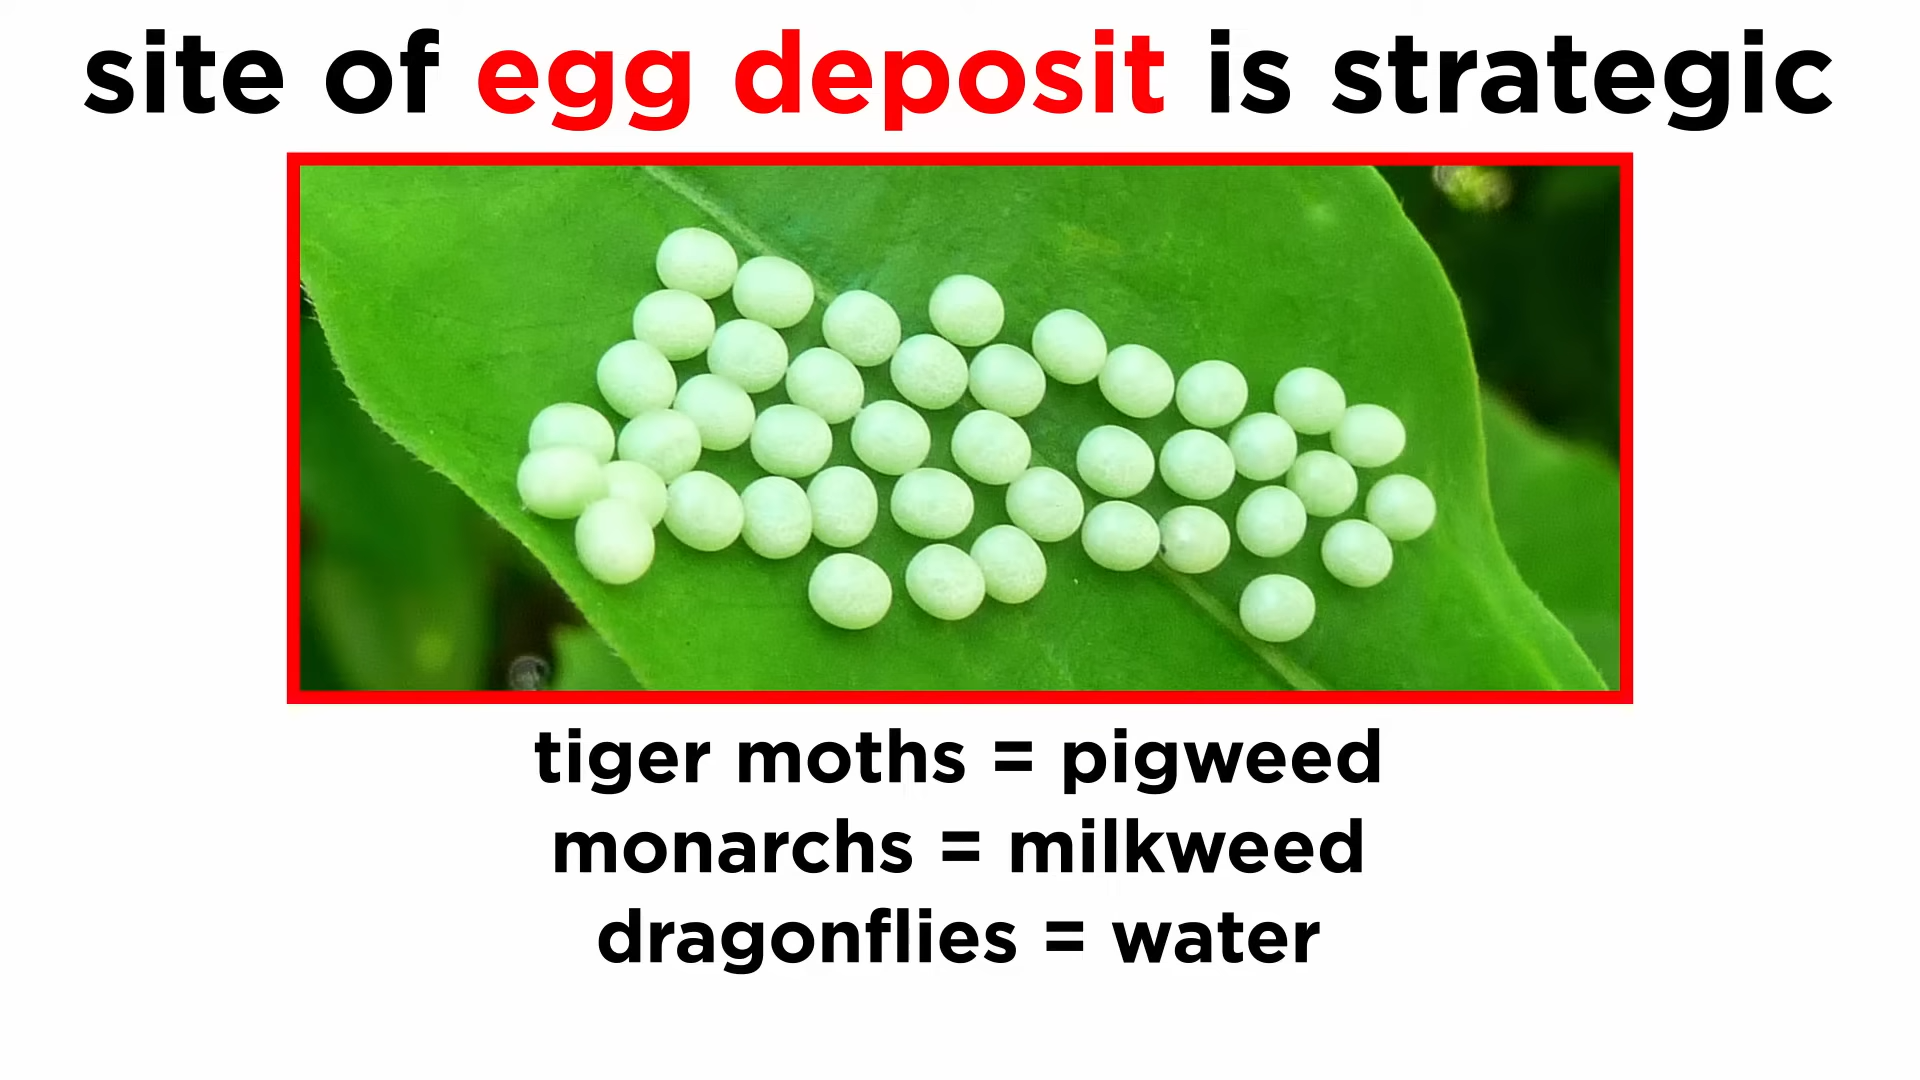 site of egg deposit is strategic
tiger moths = pigweed
monarchs = milkweed
dragonflies = water